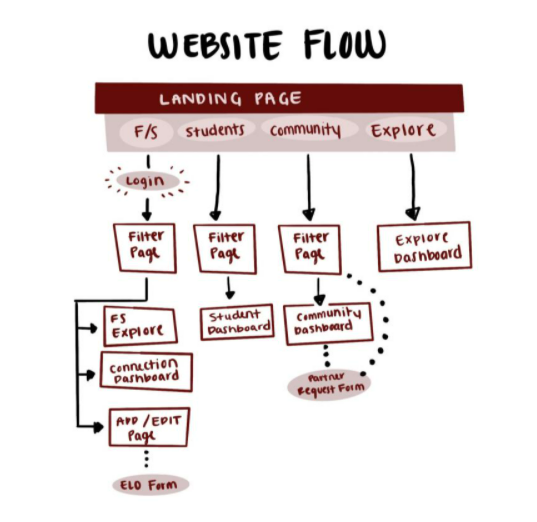 WEBSITE FLOW
LANDING PAGE
F/S Students Community Explore
Login
Filter
Page
Filter
Page
Filter
Page
Explore
Dashboard
FS
Explore
Student
Dashboard
Community
Dashboard
Connection
Dashboard
Partner
Request Form
ADD/EDIT
Page
ELO Form